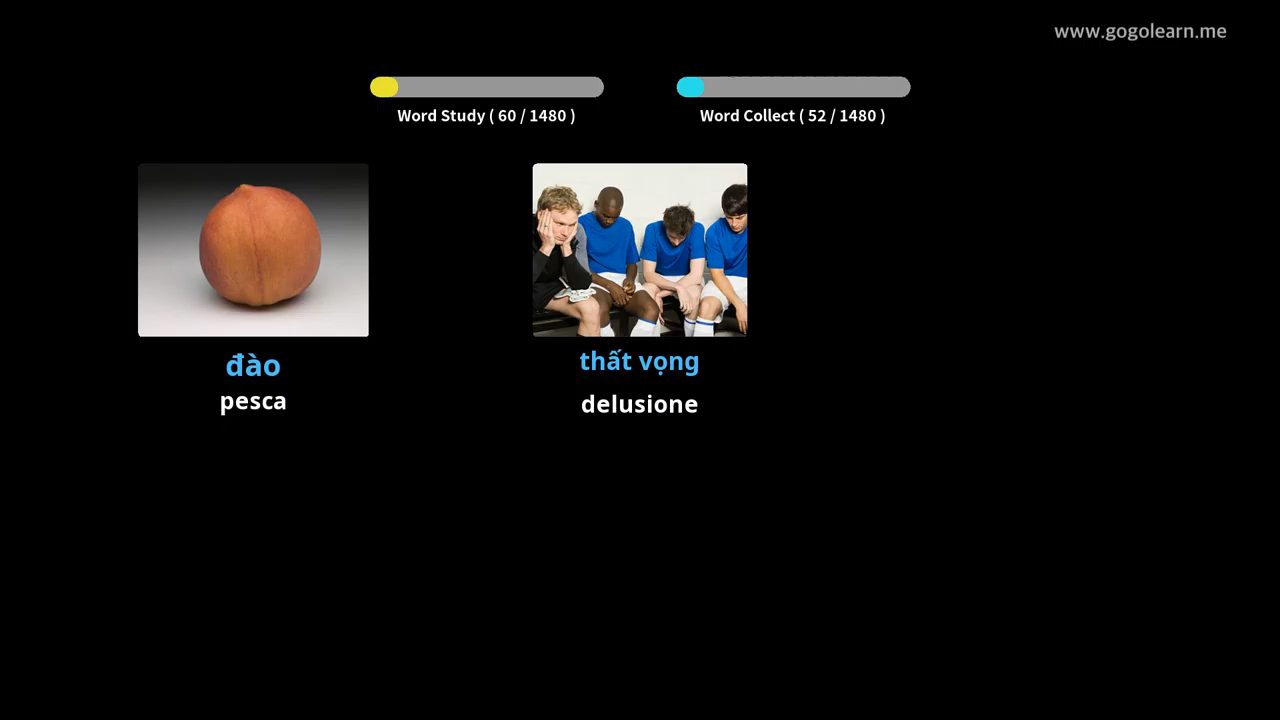 www.gogolearn.me
Word Study ( 60 / 1480 )
Word Collect ( 52 / 1480 )
đào
pesca
thất vọng
delusione